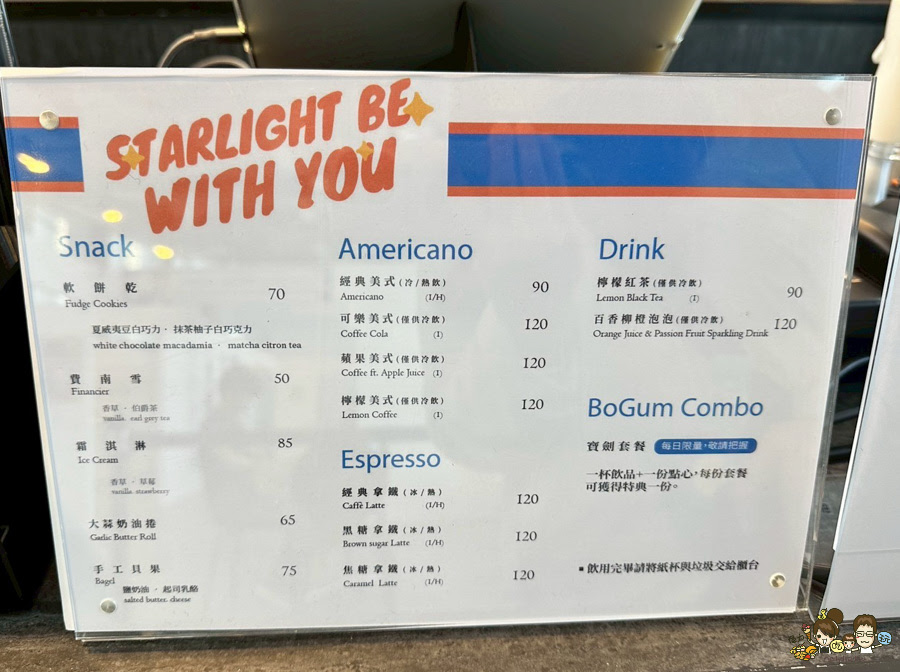 STARLIGHT BE
WITH YOU
Snack
軟餅乾 70
Fudge Cookies
夏威夷豆白巧力・抹茶柚子白巧克力
white chocolate macadamia・matcha citron tea
費南雪 50
Financier
香草・伯爵茶
vanilla. earl grey tea
霜淇淋 85
Ice Cream
香草・草莓
vanilla. strawberry
大蒜奶油捲 65
Garlic Butter Roll
手工貝果 75
Bagel
鹽奶油・起司乳酪
salted butter. cheese
Americano
經典美式(冷/熱飲) 90
Americano (I/H)
可樂美式(僅供冷飲) 120
Coffee Cola (I)
蘋果美式(僅供冷飲) 120
Coffee ft. Apple Juice (I)
檸檬美式(僅供冷飲) 120
Lemon Coffee (I)
Espresso
經典拿鐵(冰/熱) 120
Caffè Latte (I/H)
黑糖拿鐵(冰/熱) 120
Brown sugar Latte (I/H)
焦糖拿鐵(冰/熱) 120
Caramel Latte (I/H)
Drink
檸檬紅茶(僅供冷飲) 90
Lemon Black Tea (I)
百香柳橙泡泡(僅供冷飲) 120
Orange Juice & Passion Fruit Sparkling Drink
BoGum Combo
寶劍套餐 每日限量,敬請把握
一杯飲品+一份點心,每份套餐
可獲得特典一份。
▪飲用完畢請將紙杯與垃圾交給櫃台